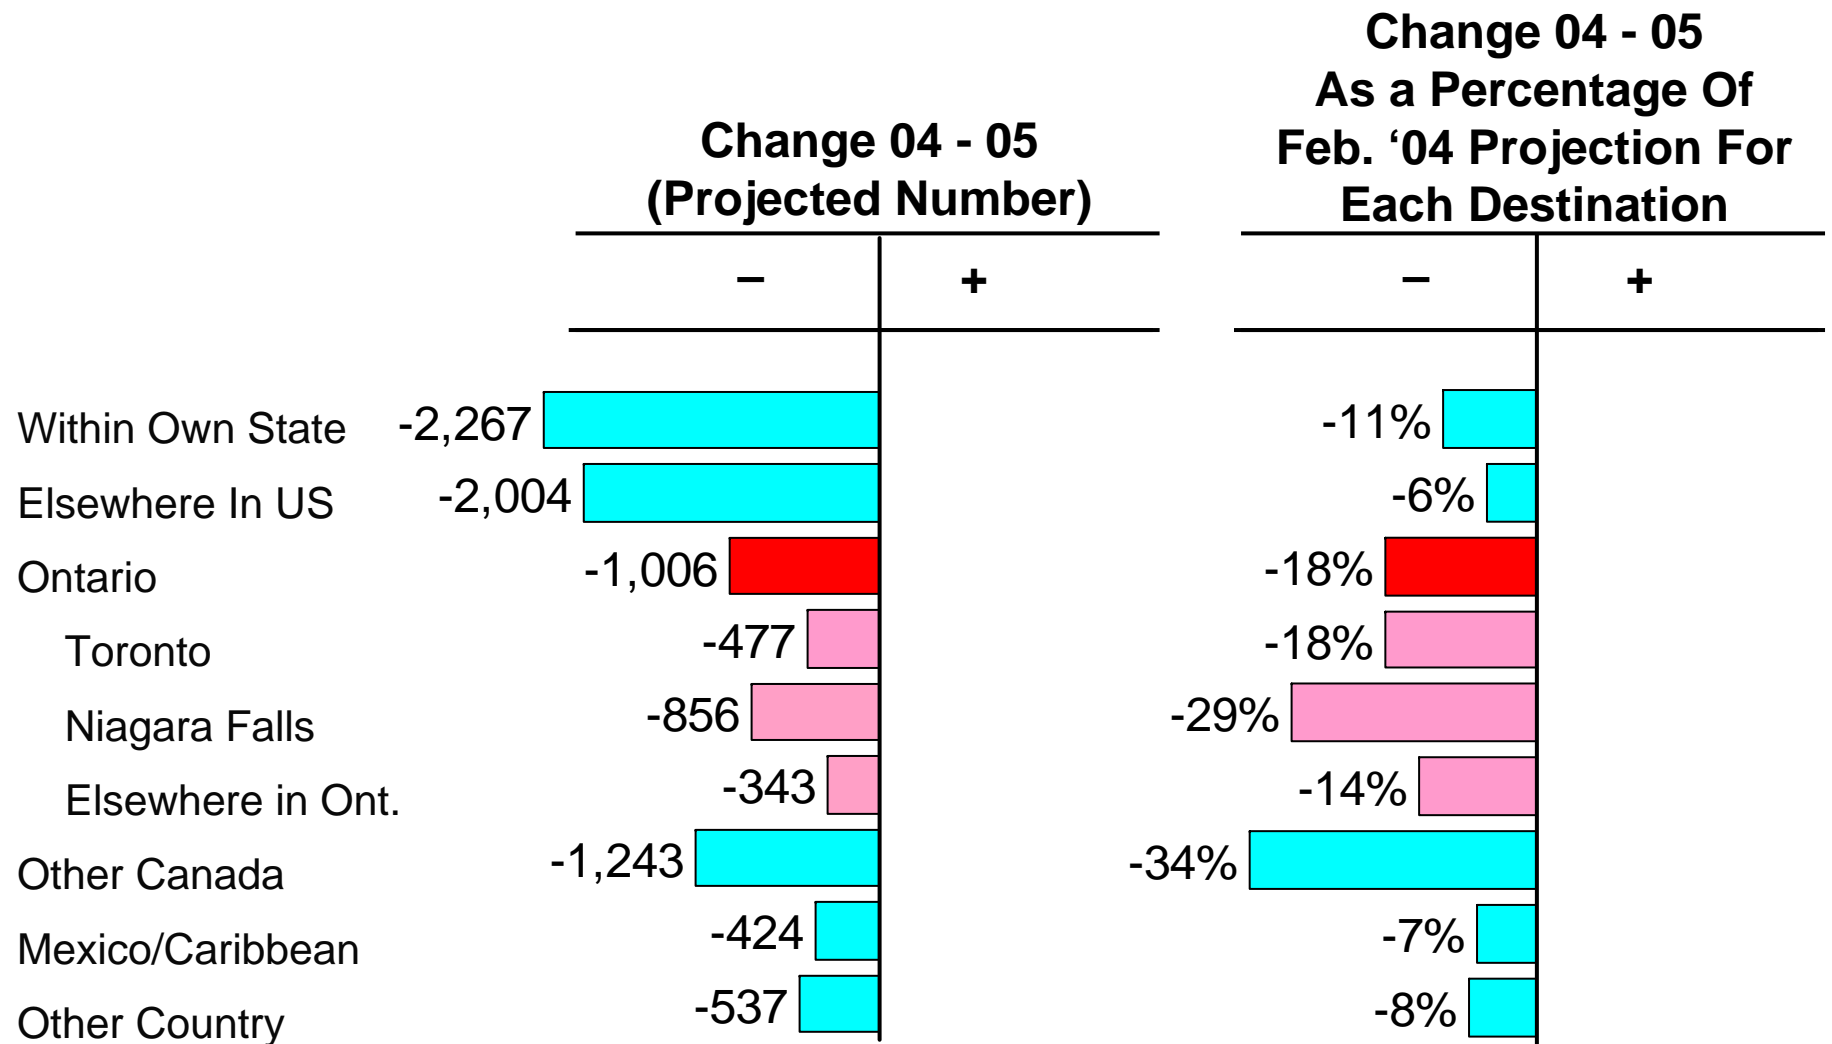 Change 04 - 05
As a Percentage Of
Feb. ‘04 Projection For
Each Destination
Change 04 - 05
(Projected Number)
– + – +
Within Own State -2,267 -11%
Elsewhere In US -2,004 -6%
Ontario -1,006 -18%
Toronto -477 -18%
Niagara Falls -856 -29%
Elsewhere in Ont. -343 -14%
Other Canada -1,243 -34%
Mexico/Caribbean -424 -7%
Other Country -537 -8%